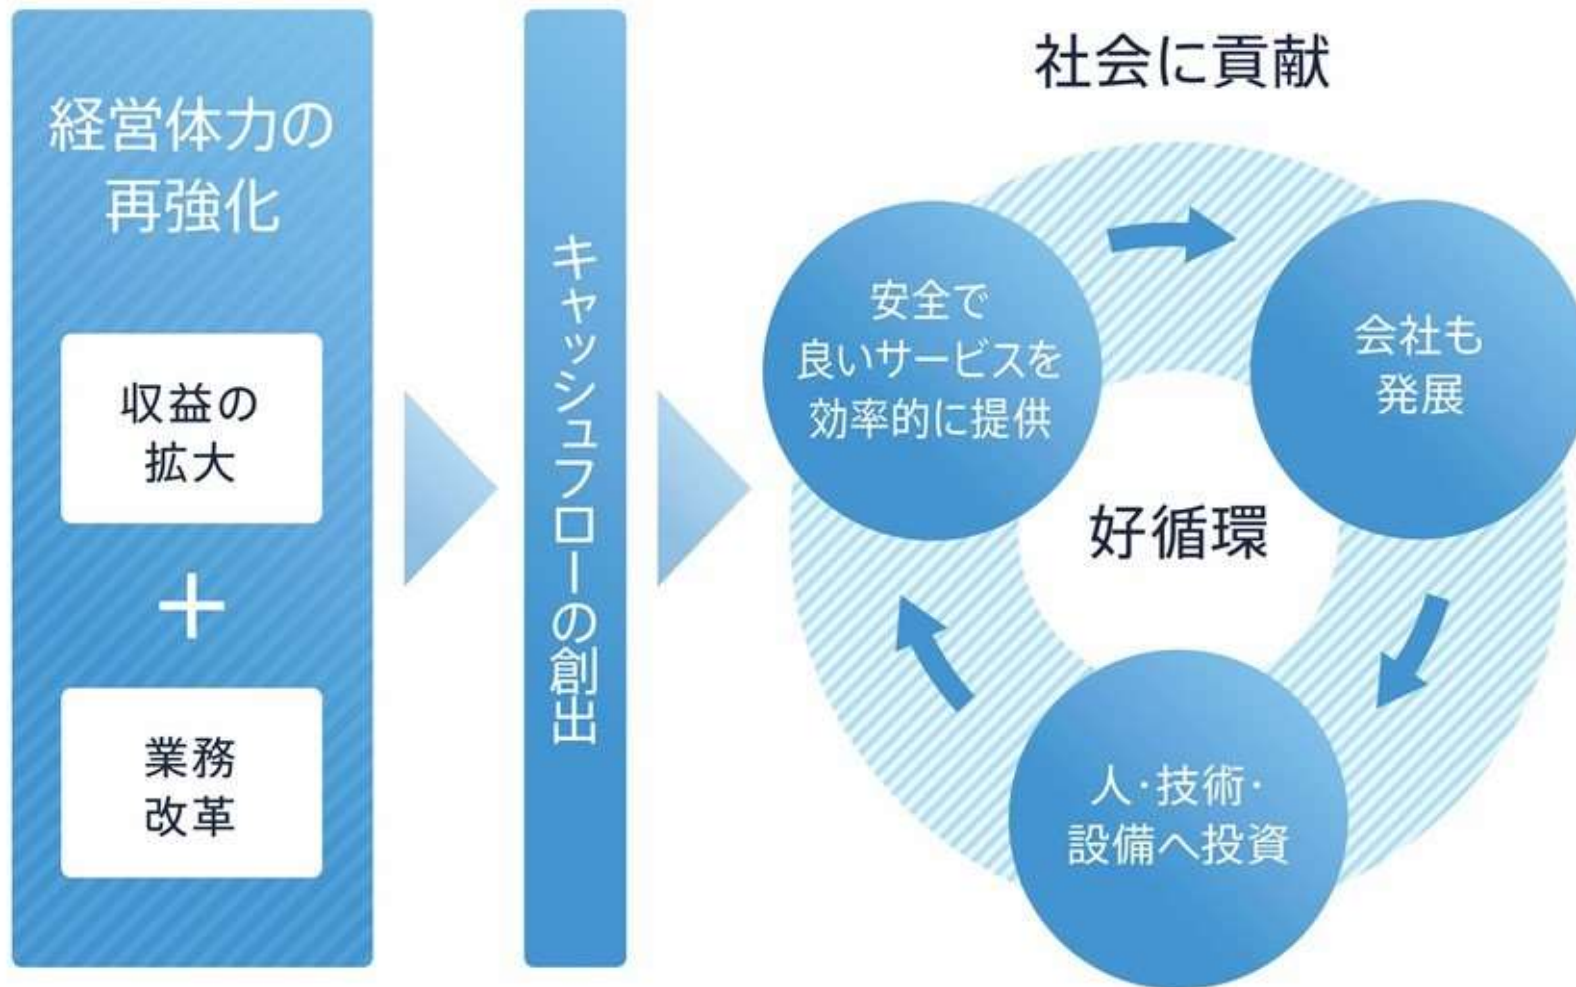 経営体力の
再強化
収益の
拡大
＋
業務
改革
キャッシュフローの創出
社会に貢献
安全で
良いサービスを
効率的に提供
会社も
発展
好循環
人・技術・
設備へ投資